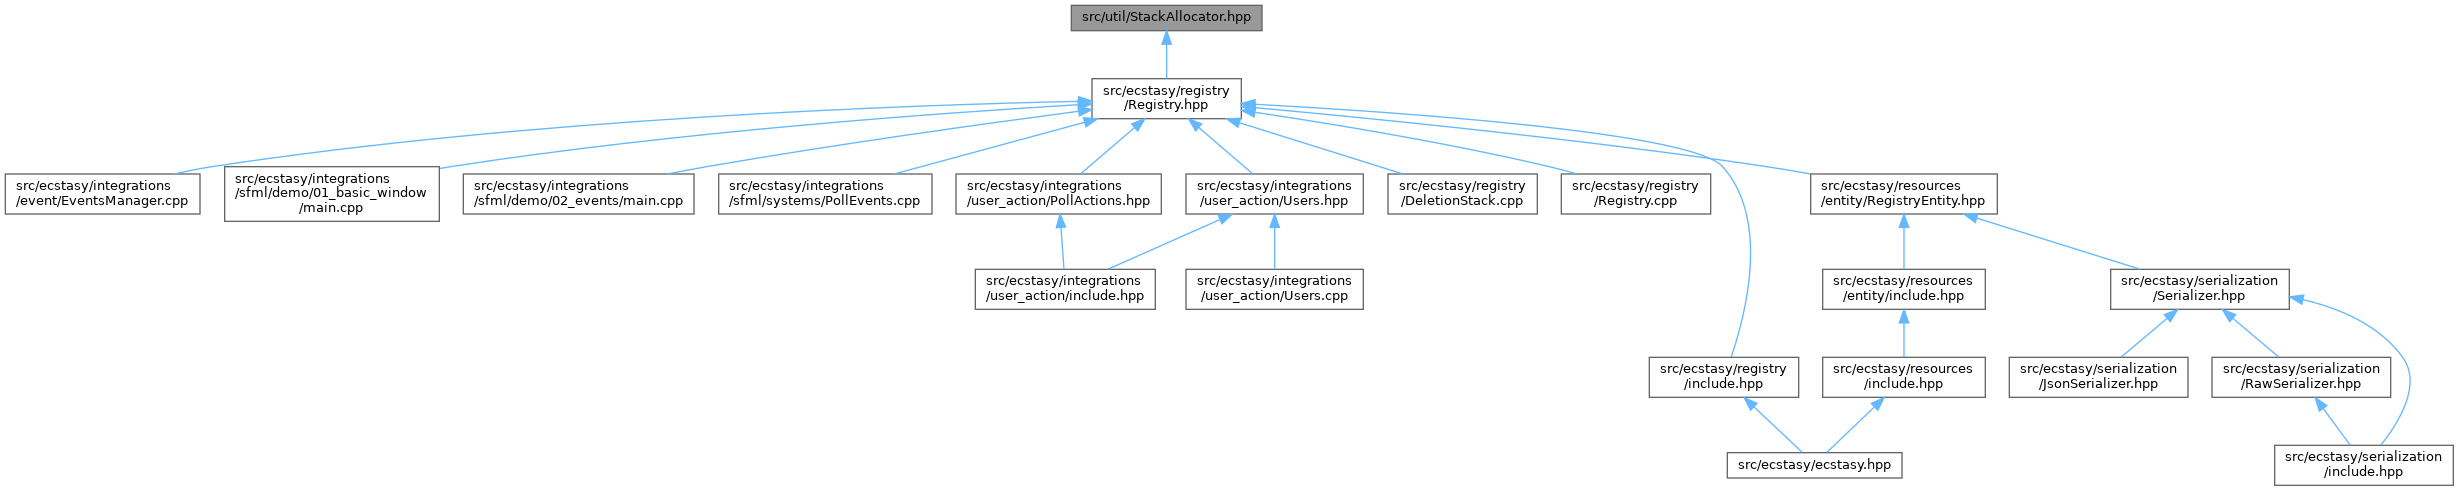 src/util/StackAllocator.hpp
src/ecstasy/registry
/Registry.hpp
src/ecstasy/integrations
/event/EventsManager.cpp
src/ecstasy/integrations
/sfml/demo/01_basic_window
/main.cpp
src/ecstasy/integrations
/sfml/demo/02_events/main.cpp
src/ecstasy/integrations
/sfml/systems/PollEvents.cpp
src/ecstasy/integrations
/user_action/PollActions.hpp
src/ecstasy/integrations
/user_action/Users.hpp
src/ecstasy/registry
/DeletionStack.cpp
src/ecstasy/registry
/Registry.cpp
src/ecstasy/resources
/entity/RegistryEntity.hpp
src/ecstasy/integrations
/user_action/include.hpp
src/ecstasy/integrations
/user_action/Users.cpp
src/ecstasy/resources
/entity/include.hpp
src/ecstasy/serialization
/Serializer.hpp
src/ecstasy/registry
/include.hpp
src/ecstasy/resources
/include.hpp
src/ecstasy/serialization
/JsonSerializer.hpp
src/ecstasy/serialization
/RawSerializer.hpp
src/ecstasy/ecstasy.hpp
src/ecstasy/serialization
/include.hpp